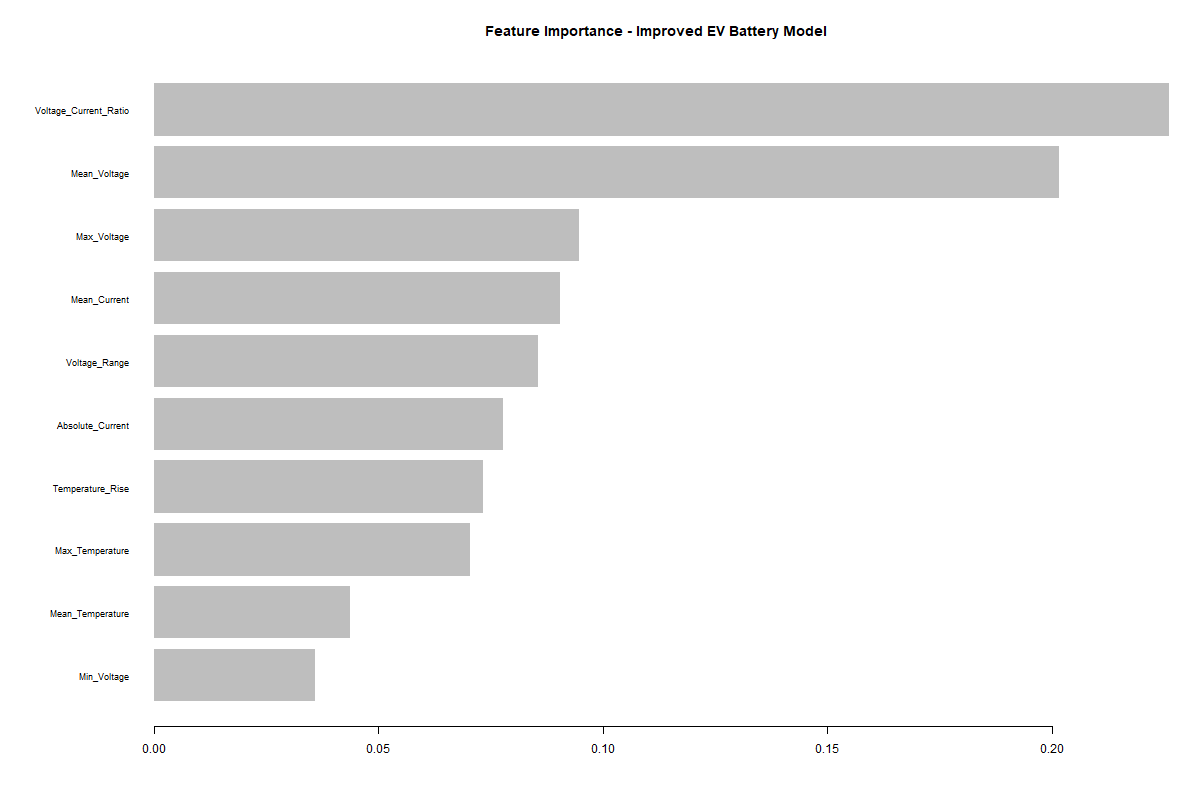 Feature Importance - Improved EV Battery Model
Voltage_Current_Ratio
Mean_Voltage
Max_Voltage
Mean_Current
Voltage_Range
Absolute_Current
Temperature_Rise
Max_Temperature
Mean_Temperature
Min_Voltage
0.00 0.05 0.10 0.15 0.20